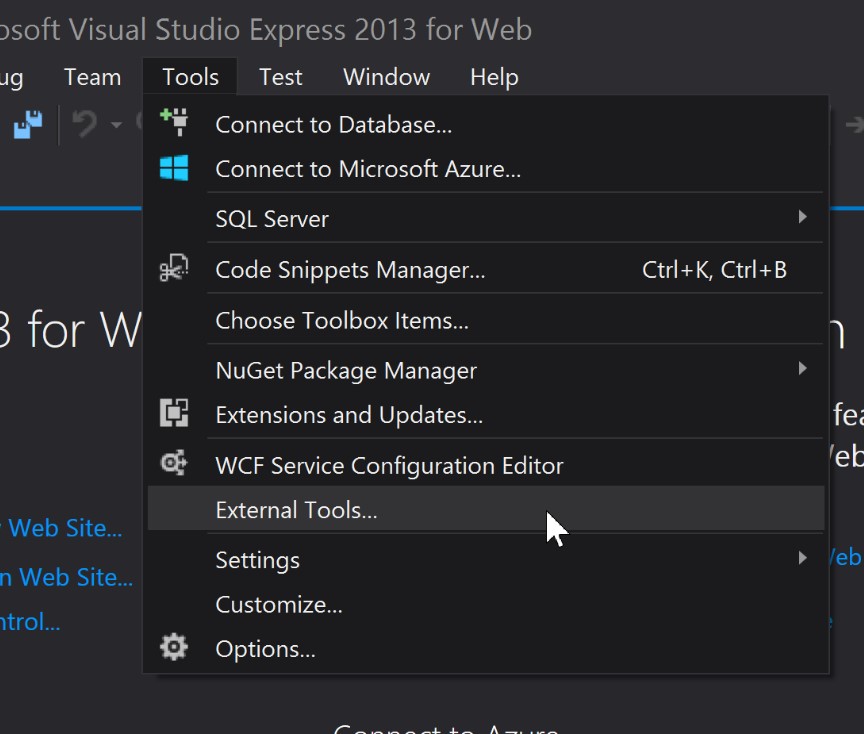 osoft Visual Studio Express 2013 for Web
ug Team Tools Test Window Help
Connect to Database...
Connect to Microsoft Azure...
SQL Server
Code Snippets Manager... Ctrl+K, Ctrl+B
Choose Toolbox Items...
NuGet Package Manager
Extensions and Updates...
WCF Service Configuration Editor
External Tools...
Settings
Customize...
Options...
3 for W
n
fea
Web
Web Site...
n Web Site...
Web
ntrol...
e
Connect to Azure